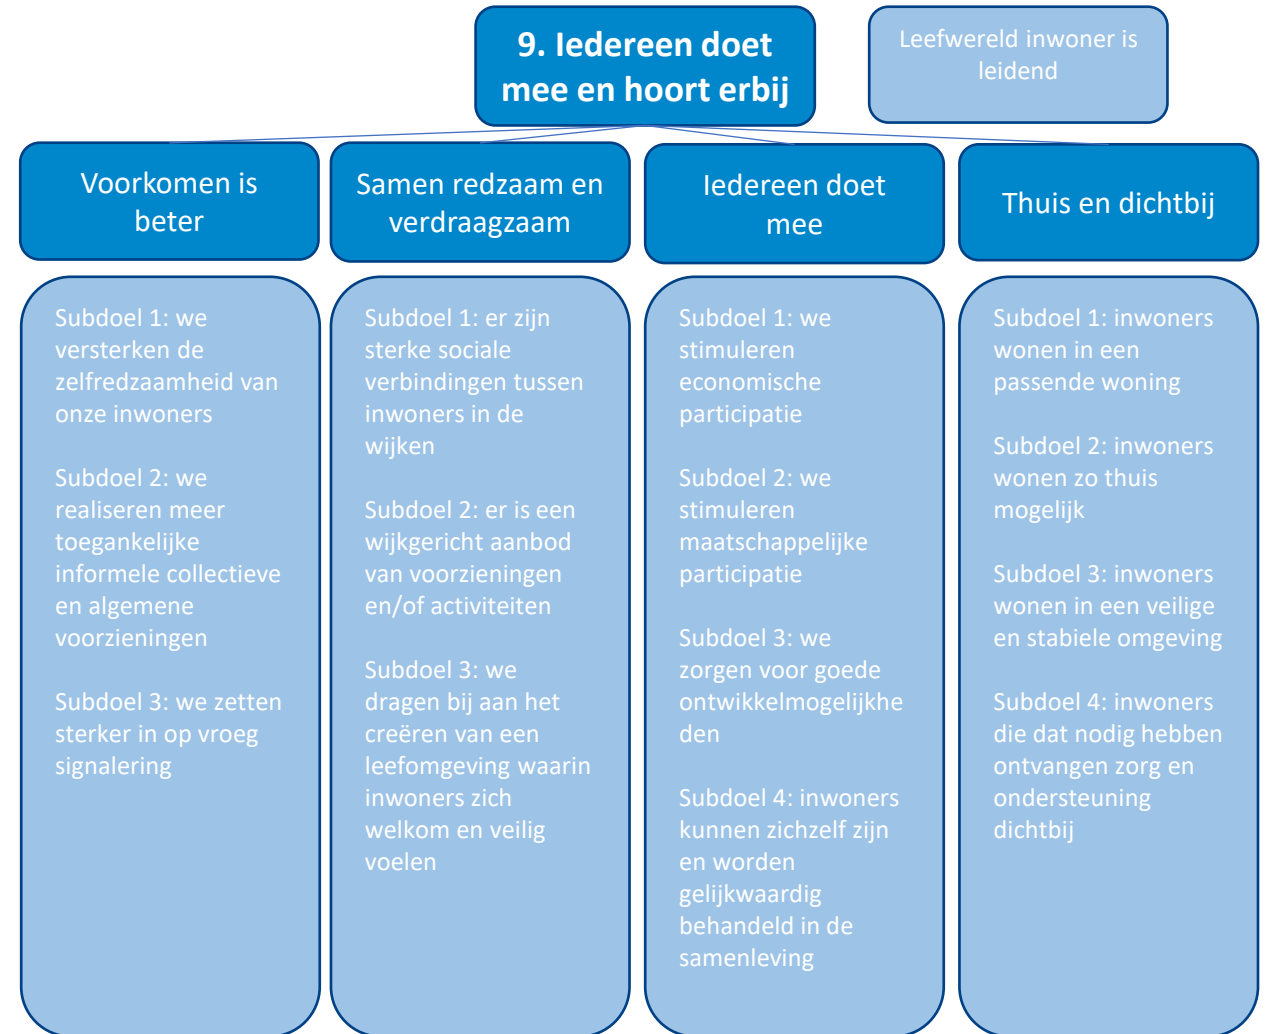 9. Iedereen doet
mee en hoort erbij
Leefwereld inwoner is
leidend
Voorkomen is
beter
Samen redzaam en
verdraagzaam
Iedereen doet
mee
Thuis en dichtbij
Subdoel 1: we
versterken de
zelfredzaamheid van
onze inwoners
Subdoel 2: we
realiseren meer
toegankelijke
informele collectieve
en algemene
voorzieningen
Subdoel 3: we zetten
sterker in op vroeg
signalering
Subdoel 1: er zijn
sterke sociale
verbindingen tussen
inwoners in de
wijken
Subdoel 2: er is een
wijkgericht aanbod
van voorzieningen
en/of activiteiten
Subdoel 3: we
dragen bij aan het
creëren van een
leefomgeving waarin
inwoners zich
welkom en veilig
voelen
Subdoel 1: we
stimuleren
economische
participatie
Subdoel 2: we
stimuleren
maatschappelijke
participatie
Subdoel 3: we
zorgen voor goede
ontwikkelmogelijkhe
den
Subdoel 4: inwoners
kunnen zichzelf zijn
en worden
gelijkwaardig
behandeld in de
samenleving
Subdoel 1: inwoners
wonen in een
passende woning
Subdoel 2: inwoners
wonen zo thuis
mogelijk
Subdoel 3: inwoners
wonen in een veilige
en stabiele omgeving
Subdoel 4: inwoners
die dat nodig hebben
ontvangen zorg en
ondersteuning
dichtbij